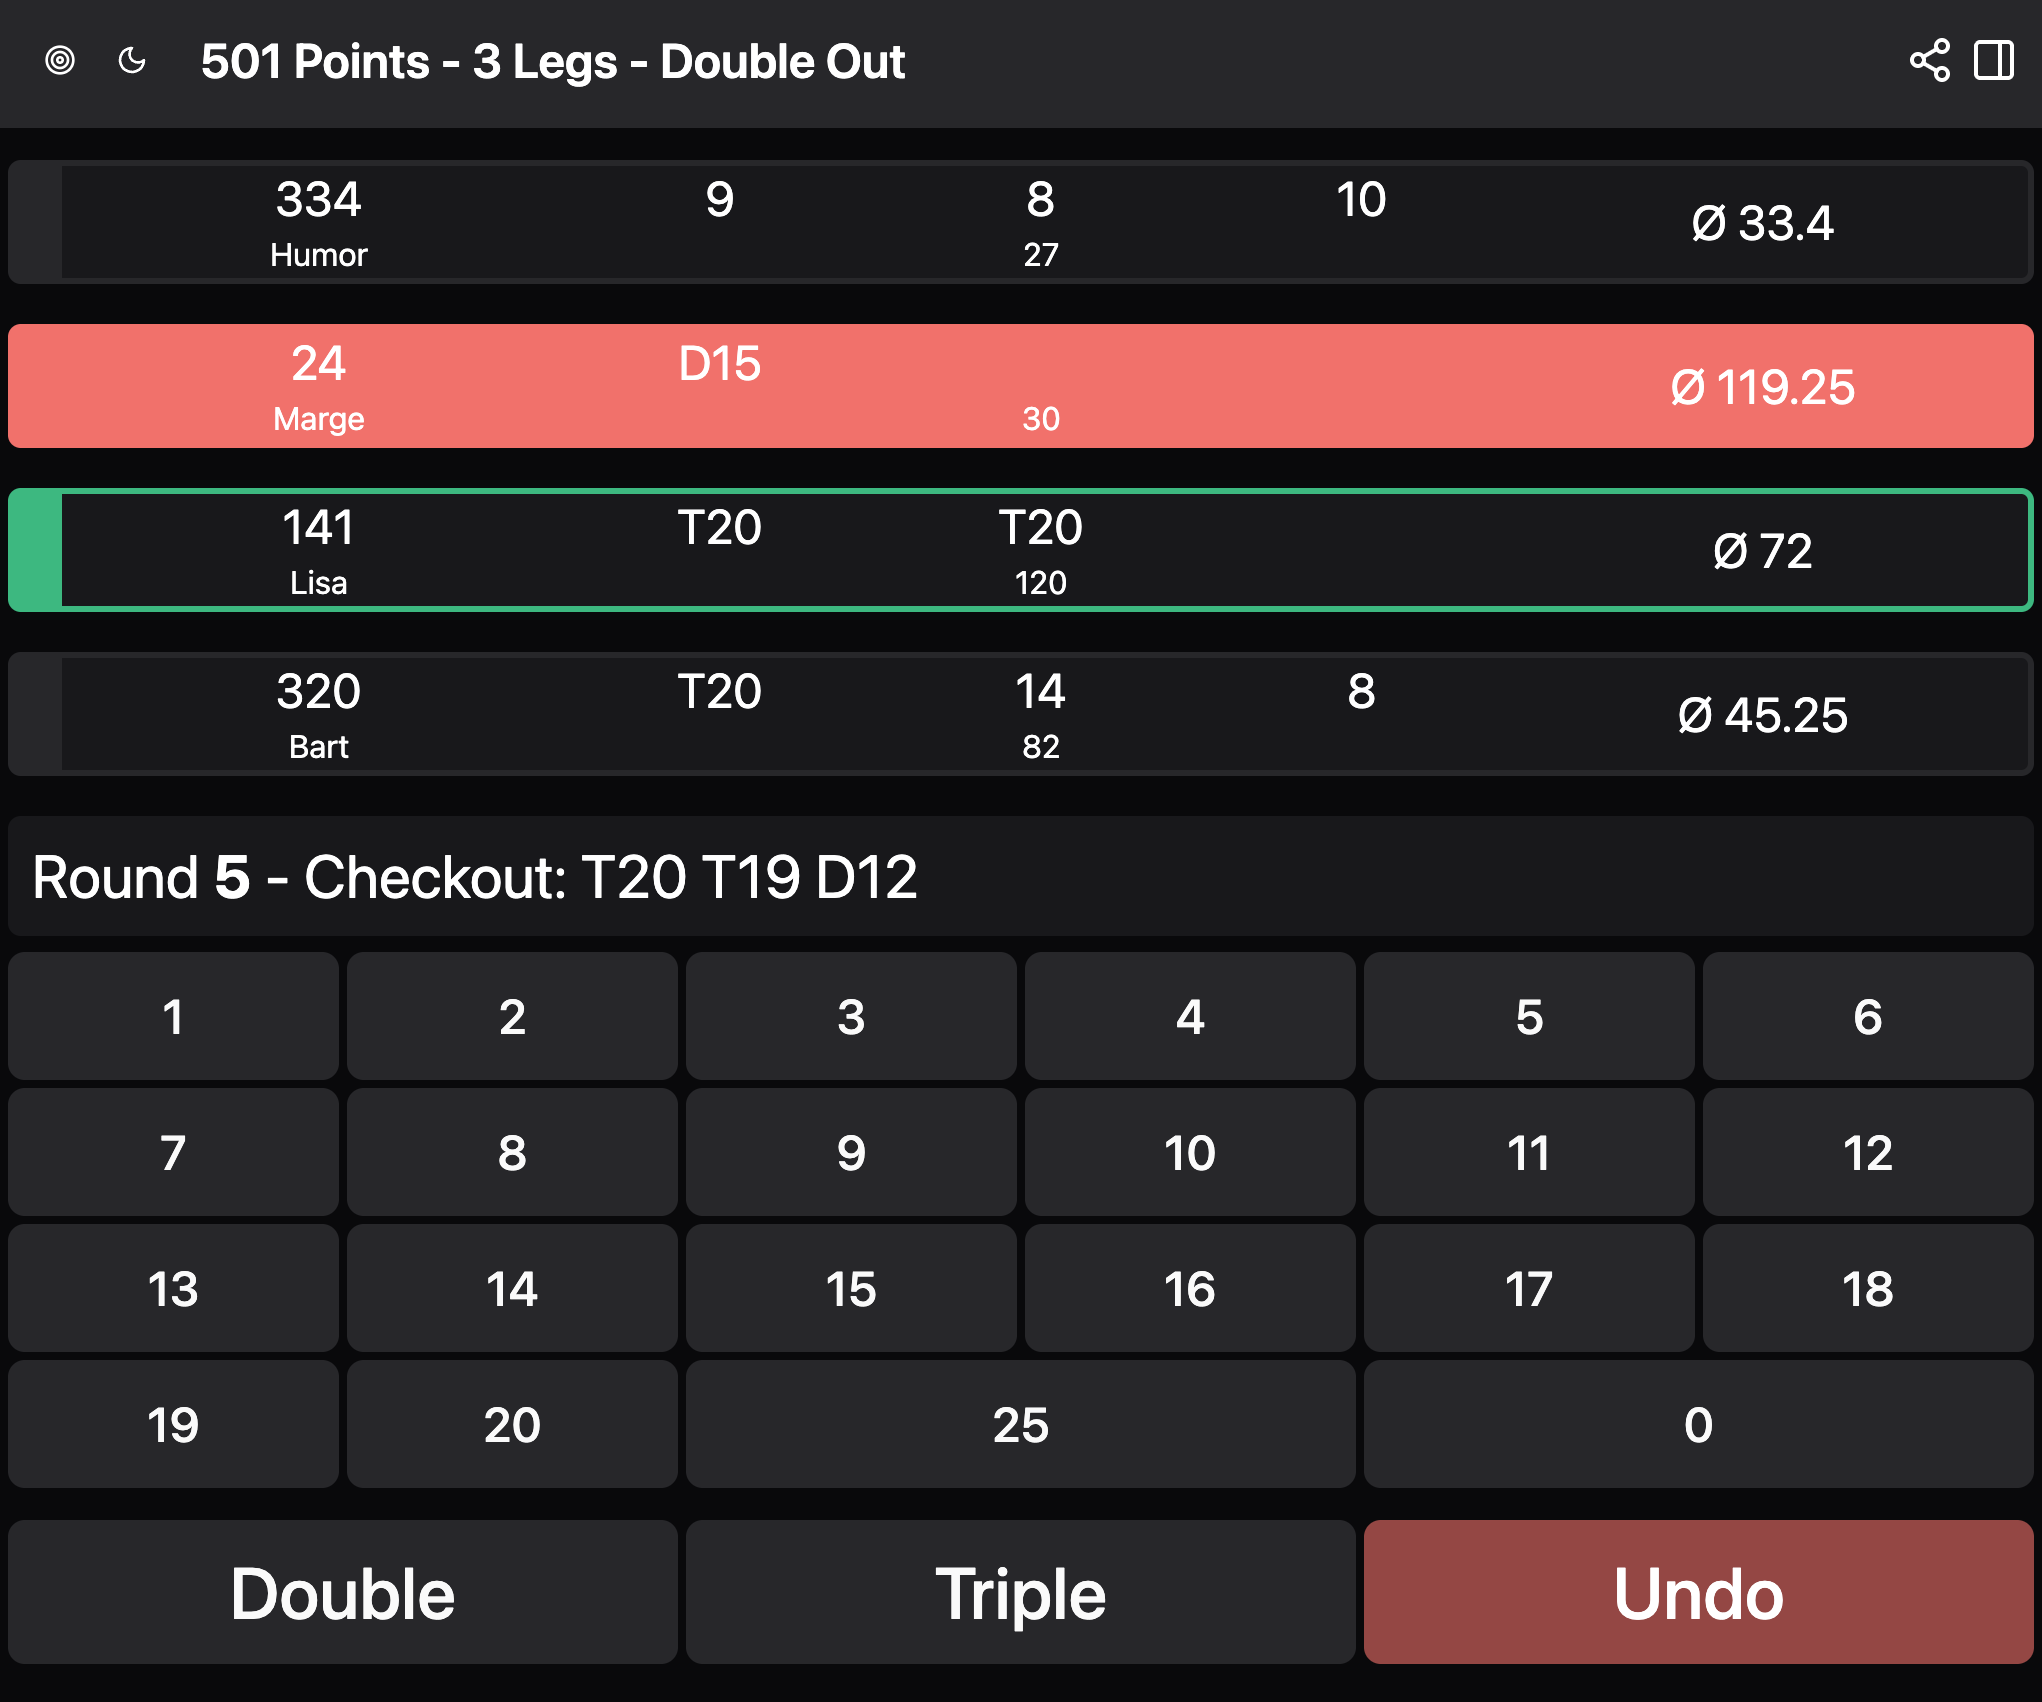 501 Points - 3 Legs - Double Out
334 9 8 10 Ø 33.4
Humor 27
24 D15 Ø 119.25
Marge 30
141 T20 T20 Ø 72
Lisa 120
320 T20 14 8 Ø 45.25
Bart 82
Round 5 - Checkout: T20 T19 D12
1 2 3 4 5 6
7 8 9 10 11 12
13 14 15 16 17 18
19 20 25 0
Double Triple Undo